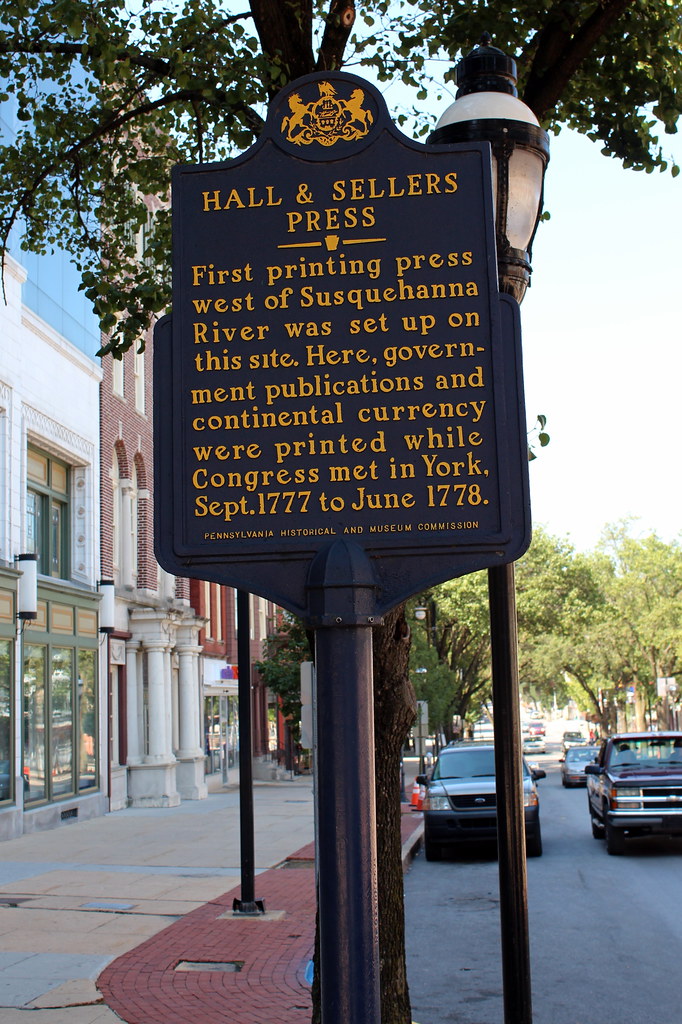 HALL & SELLERS
PRESS
First printing press
west of Susquehanna
River was set up on
this site. Here, govern-
ment publications and
continental currency
were printed while
Congress met in York,
Sept. 1777 to June 1778.
PENNSYLVANIA HISTORICAL AND MUSEUM COMMISSION